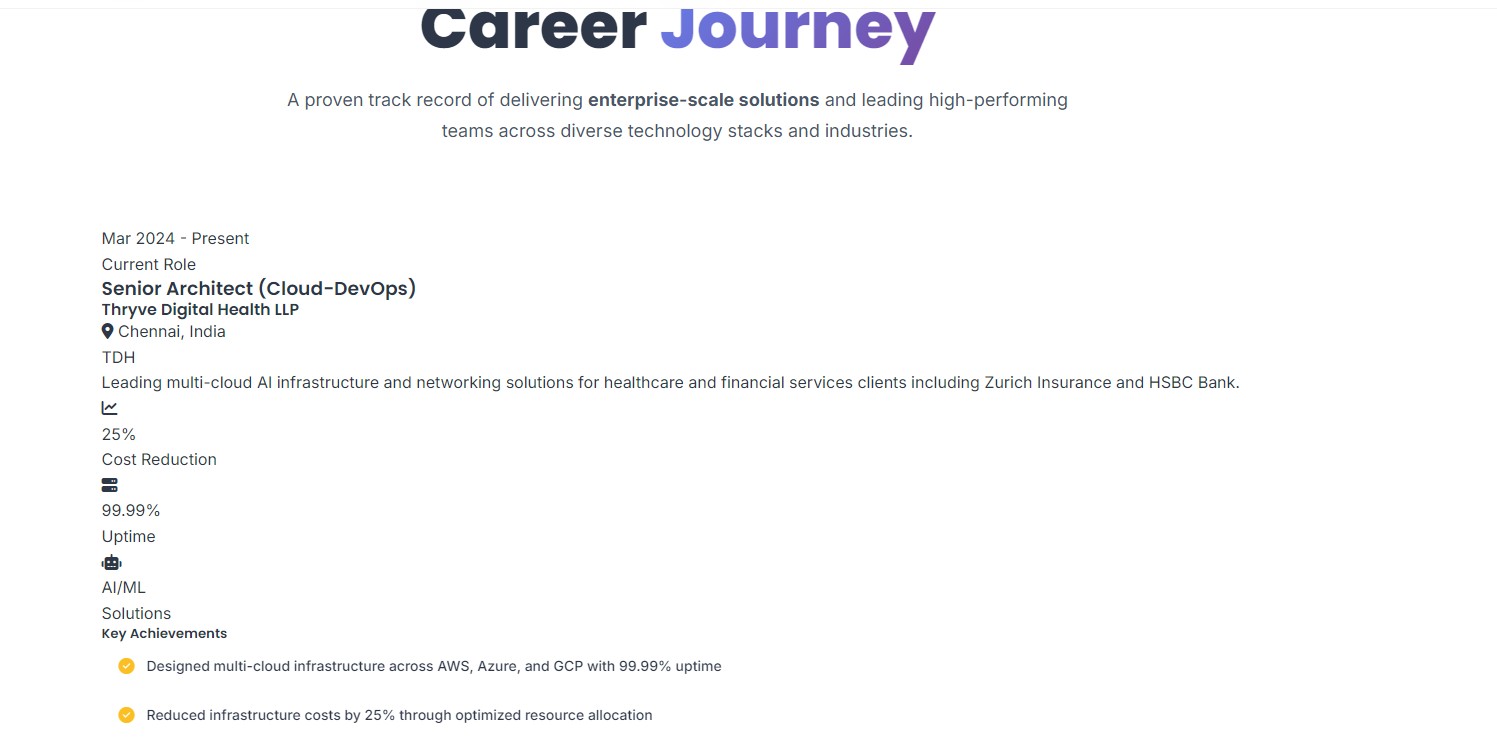 Career Journey
A proven track record of delivering enterprise-scale solutions and leading high-performing
teams across diverse technology stacks and industries.
Mar 2024 - Present
Current Role
Senior Architect (Cloud-DevOps)
Thryve Digital Health LLP
Chennai, India
TDH
Leading multi-cloud AI infrastructure and networking solutions for healthcare and financial services clients including Zurich Insurance and HSBC Bank.
25%
Cost Reduction
99.99%
Uptime
AI/ML
Solutions
Key Achievements
Designed multi-cloud infrastructure across AWS, Azure, and GCP with 99.99% uptime
Reduced infrastructure costs by 25% through optimized resource allocation